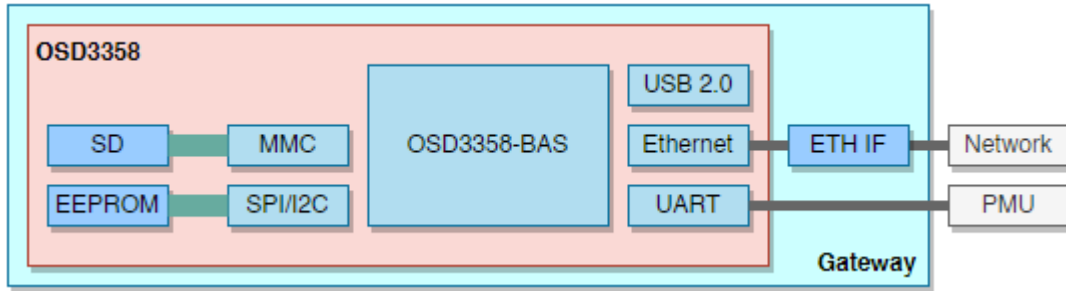 OSD3358
USB 2.0
SD
MMC
OSD3358-BAS
Ethernet
ETH IF
Network
EEPROM
SPI/I2C
UART
PMU
Gateway